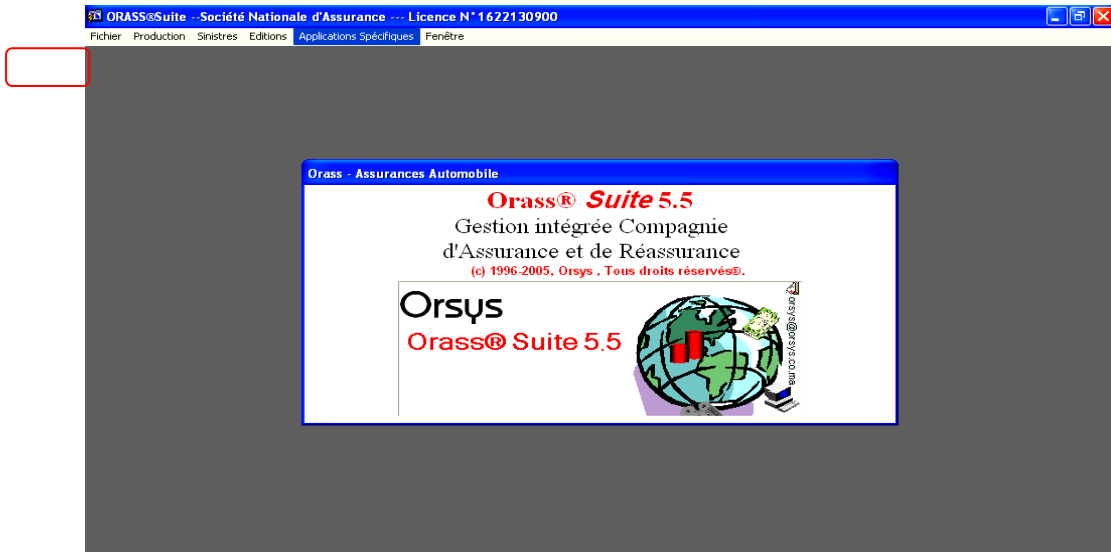 ORASS®Suite --Société Nationale d'Assurance --- Licence N°1622130900
Fichier Production Sinistres Editions Applications Spécifiques Fenêtre
Orass - Assurances Automobile
Orass® Suite 5.5
Gestion intégrée Compagnie
d'Assurance et de Réassurance
(c) 1996-2005, Orsys , Tous droits réservés®.
Orsys
Orass® Suite 5.5
orsys@orsys.co.ma